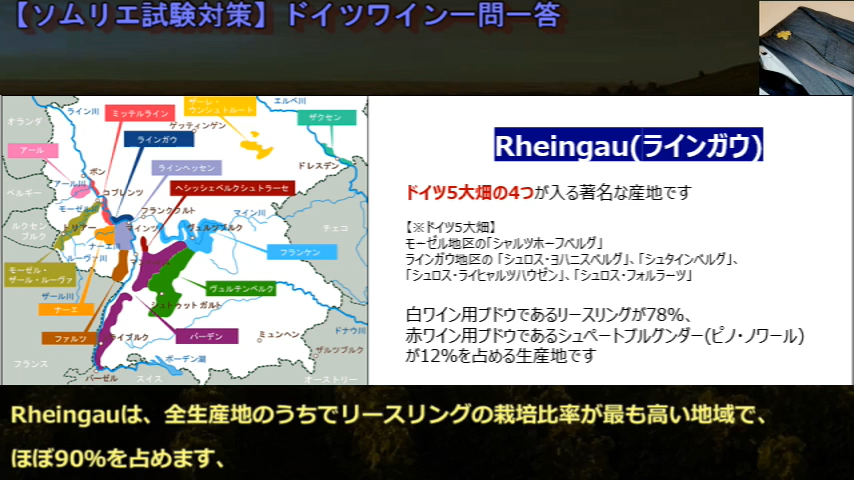 【ソムリエ試験対策】ドイツワイン一問一答
オランダ
ライン川
ミッテルライン
ザーレ・
ウンシュトルート
エルベ川
ゲッティンゲン
ザクセン
ラインガウ
アール
ドレスデン
ラインヘッセン
ボン
アール川
コブレンツ
ヘシッシェベルクシュトラーセ
ベルギー
モーゼル川
フランクフルト
マイン川
ルクセン
ブルク
トリアー
マインツ
ヴュルツブルク
チェコ
ナーエ川
フランケン
ルーヴァ川
モーゼル・
ザール・ルーヴァ
ヴュルテンベルク
ザール川
ナーエ
シュトゥットガルト
ファルツ
バーデン
ドナウ川
ミュンヘン
フランス
ザルツブルク
ボーデン湖
バーゼル
スイス
オーストリー
Rheingau(ラインガウ)
ドイツ5大畑の4つが入る著名な産地です
【※ドイツ5大畑】
モーゼル地区の「シャルツホーフベルグ」
ラインガウ地区の 「シュロス・ヨハニスベルグ」、「シュタインベルグ」、
「シュロス・ライヒャルツハウゼン」、「シュロス・フォルラーツ」
白ワイン用ブドウであるリースリングが78%、
赤ワイン用ブドウであるシュペートブルグンダー(ピノ・ノワール)
が12%を占める生産地です
Rheingauは、全生産地のうちでリースリングの栽培比率が最も高い地域で、
ほぼ90%を占めます、